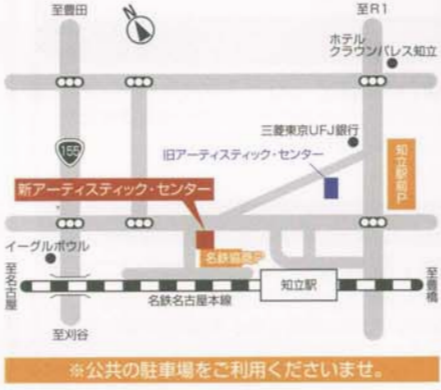 至豊田
N
至R1
ホテル
クラウンパレス知立
155
三菱東京UFJ銀行
旧アーティスティック・センター
知立駅前P
新アーティスティック・センター
イーグルボウル
名鉄協商P
至名古屋
知立駅
至豊橋
名鉄名古屋本線
至刈谷
※公共の駐車場をご利用くださいませ。